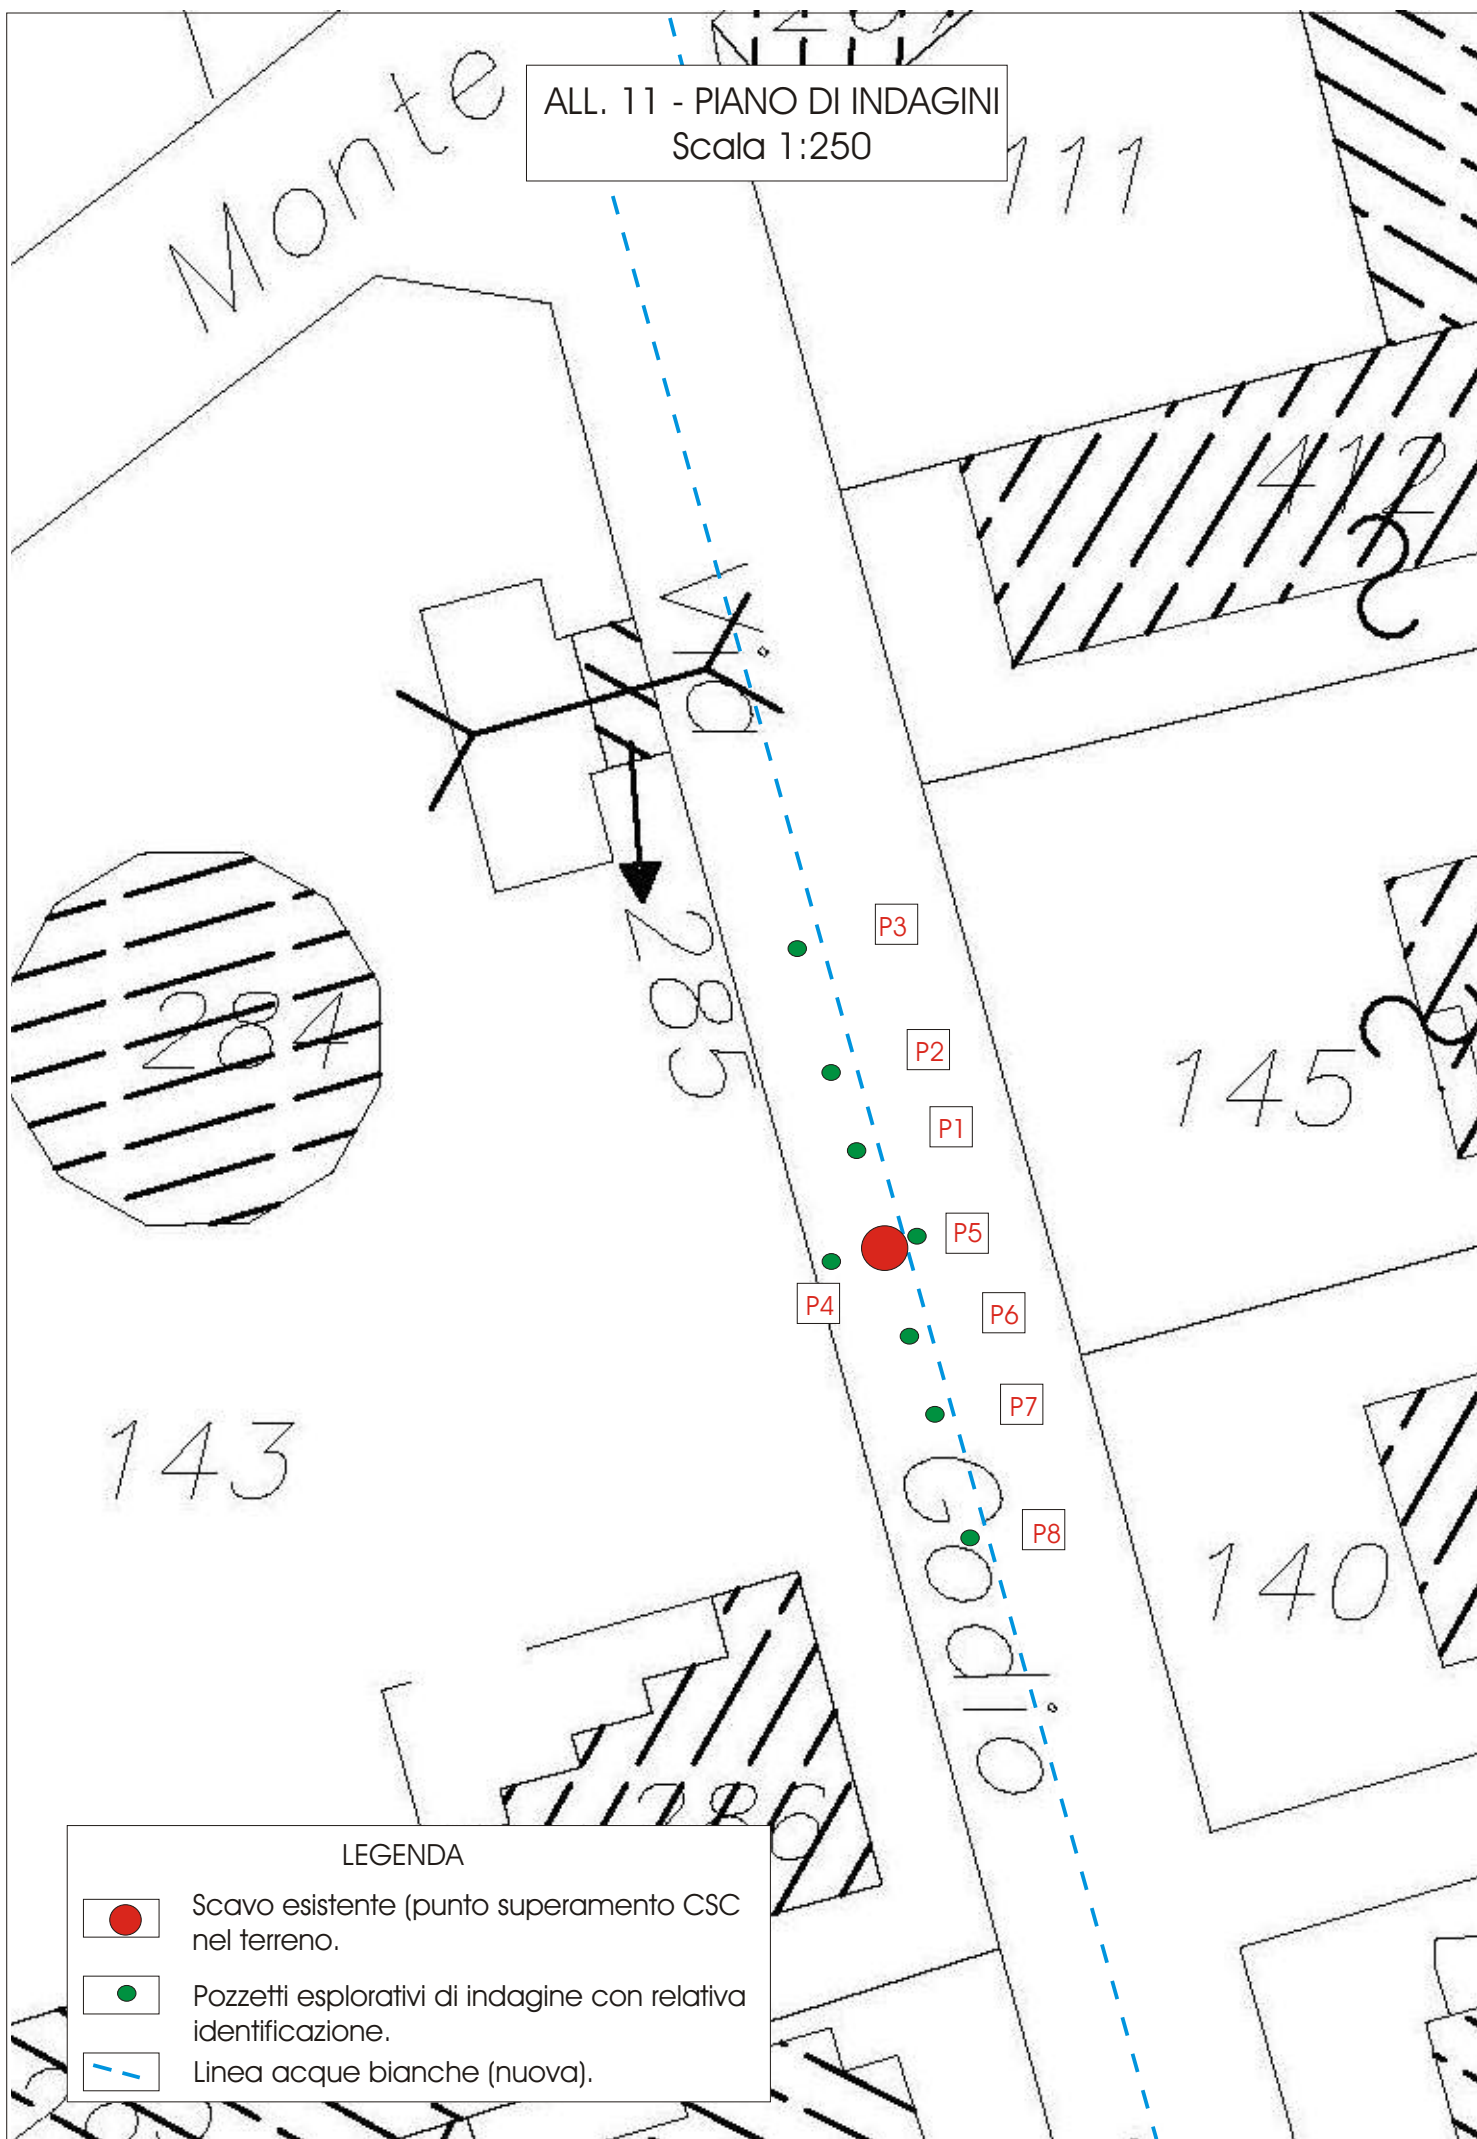 ALL. 11 - PIANO DI INDAGINI
Scala 1:250
Monte
111
412
Via
285
284
P3
P2
P1
145
P5
P4
P6
P7
143
P8
140
Godio
286
LEGENDA
Scavo esistente (punto superamento CSC
nel terreno.
Pozzetti esplorativi di indagine con relativa
identificazione.
Linea acque bianche (nuova).